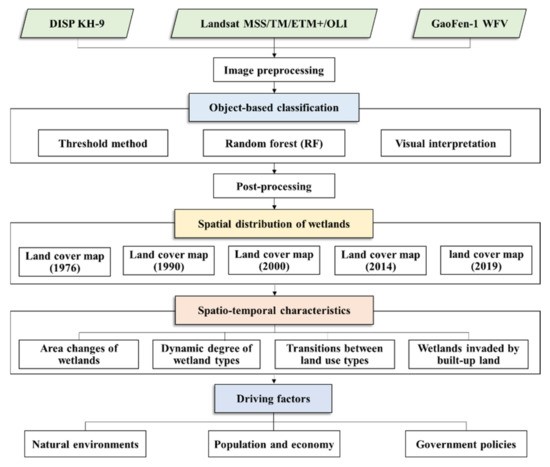 DISP KH-9
Landsat MSS/TM/ETM+/OLI
GaoFen-1 WFV
Image preprocessing
Object-based classification
Threshold method
Random forest (RF)
Visual interpretation
Post-processing
Spatial distribution of wetlands
Land cover map
(1976)
Land cover map
(1990)
Land cover map
(2000)
Land cover map
(2014)
land cover map
(2019)
Spatio-temporal characteristics
Area changes of
wetlands
Dynamic degree of
wetland types
Transitions between
land use types
Wetlands invaded by
built-up land
Driving factors
Natural environments
Population and economy
Government policies